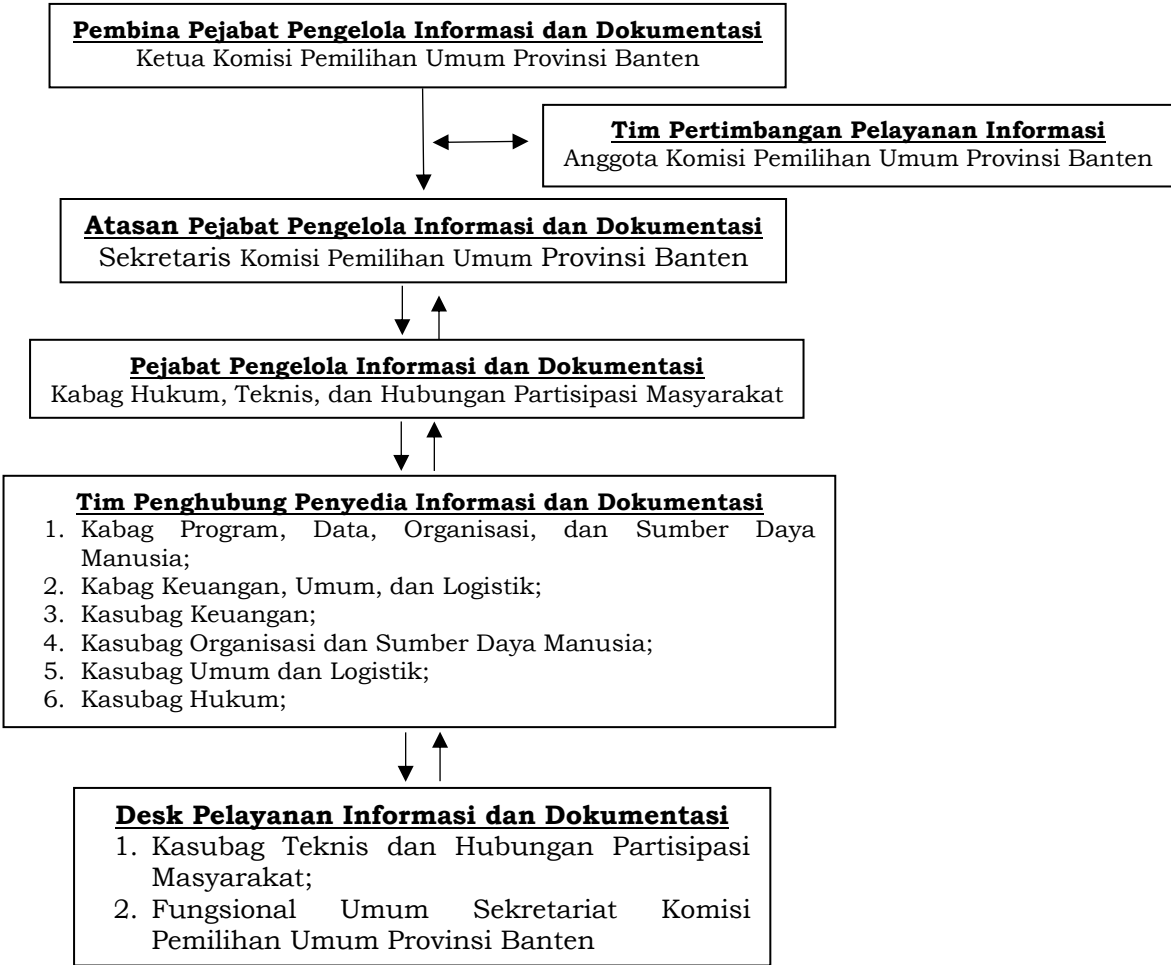 Pembina Pejabat Pengelola Informasi dan Dokumentasi
Ketua Komisi Pemilihan Umum Provinsi Banten
Tim Pertimbangan Pelayanan Informasi
Anggota Komisi Pemilihan Umum Provinsi Banten
Atasan Pejabat Pengelola Informasi dan Dokumentasi
Sekretaris Komisi Pemilihan Umum Provinsi Banten
Pejabat Pengelola Informasi dan Dokumentasi
Kabag Hukum, Teknis, dan Hubungan Partisipasi Masyarakat
Tim Penghubung Penyedia Informasi dan Dokumentasi
1. Kabag Program, Data, Organisasi, dan Sumber Daya
Manusia;
2. Kabag Keuangan, Umum, dan Logistik;
3. Kasubag Keuangan;
4. Kasubag Organisasi dan Sumber Daya Manusia;
5. Kasubag Umum dan Logistik;
6. Kasubag Hukum;
Desk Pelayanan Informasi dan Dokumentasi
1. Kasubag Teknis dan Hubungan Partisipasi
Masyarakat;
2. Fungsional Umum Sekretariat Komisi
Pemilihan Umum Provinsi Banten